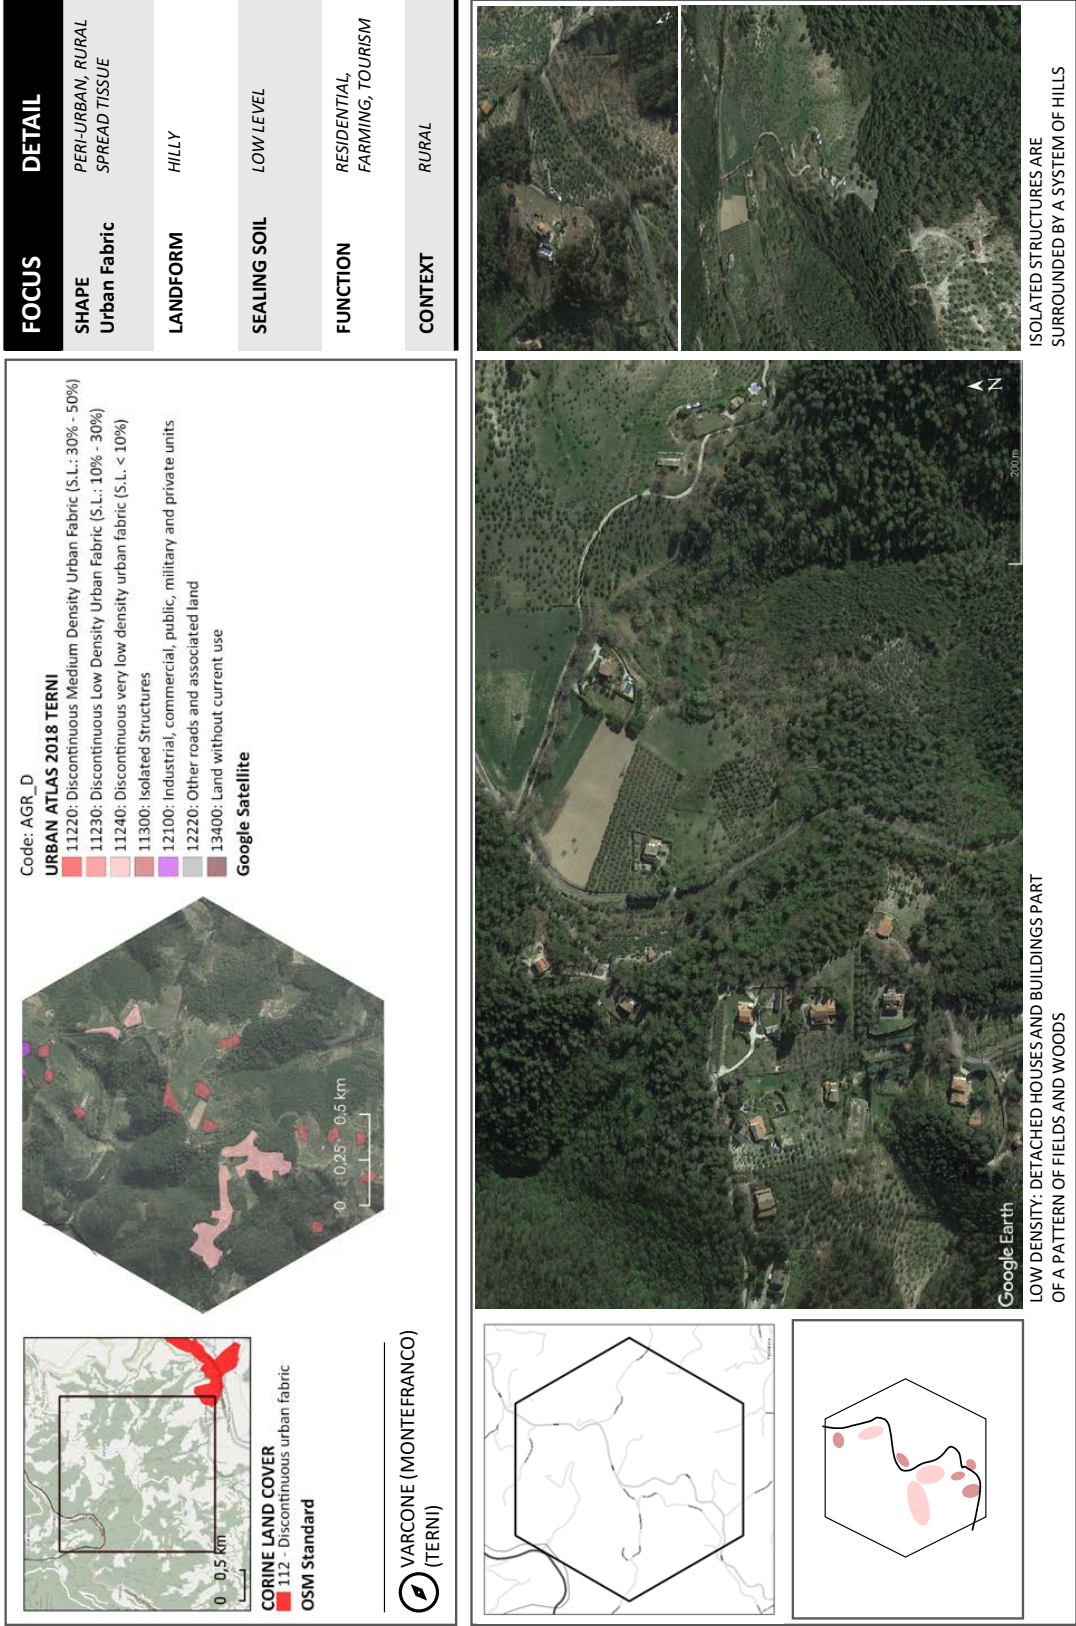 CORINE LAND COVER
112 - Discontinuous urban fabric
OSM Standard
0 0,5 km
VARCONE (MONTEFRANCO)
(TERNI)
0 0,25 0,5 km
Code: AGR_D
URBAN ATLAS 2018 TERNI
11220: Discontinuous Medium Density Urban Fabric (S.L.: 30% - 50%)
11230: Discontinuous Low Density Urban Fabric (S.L.: 10% - 30%)
11240: Discontinuous very low density urban fabric (S.L. < 10%)
11300: Isolated Structures
12100: Industrial, commercial, public, military and private units
12220: Other roads and associated land
13400: Land without current use
Google Satellite
FOCUS DETAIL
SHAPE PERI-URBAN, RURAL
Urban Fabric SPREAD TISSUE
LANDFORM HILLY
SEALING SOIL LOW LEVEL
FUNCTION RESIDENTIAL,
FARMING, TOURISM
CONTEXT RURAL
Google Earth
200 m
N
LOW DENSITY: DETACHED HOUSES AND BUILDINGS PART
OF A PATTERN OF FIELDS AND WOODS
ISOLATED STRUCTURES ARE
SURROUNDED BY A SYSTEM OF HILLS